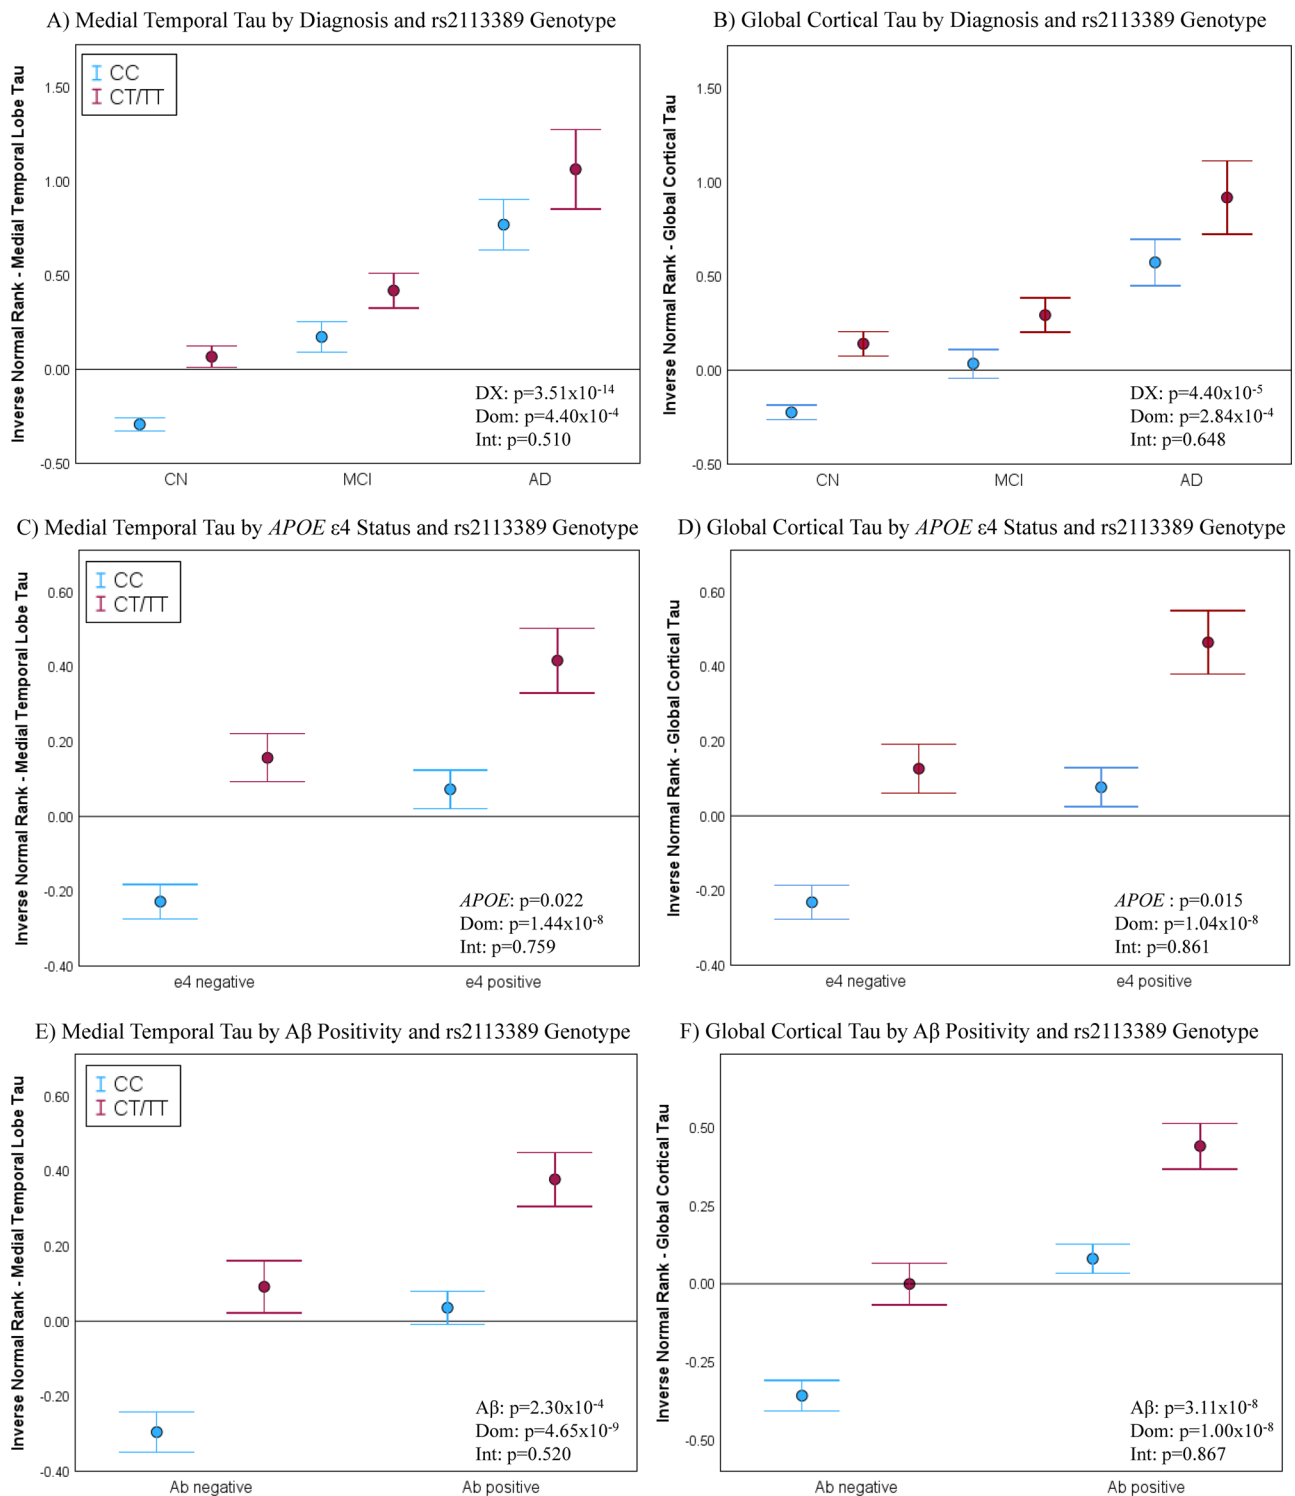 A) Medial Temporal Tau by Diagnosis and rs2113389 Genotype
Inverse Normal Rank - Medial Temporal Lobe Tau
1.50
1.00
0.50
0.00
-0.50
CC
CT/TT
DX: p=3.51x10⁻¹⁴
Dom: p=4.40x10⁻⁴
Int: p=0.510
CN MCI AD
B) Global Cortical Tau by Diagnosis and rs2113389 Genotype
Inverse Normal Rank - Global Cortical Tau
1.50
1.00
0.50
0.00
-0.50
DX: p=4.40x10⁻⁵
Dom: p=2.84x10⁻⁴
Int: p=0.648
CN MCI AD
C) Medial Temporal Tau by APOE ε4 Status and rs2113389 Genotype
Inverse Normal Rank - Medial Temporal Lobe Tau
0.60
0.40
0.20
0.00
-0.20
-0.40
CC
CT/TT
APOE: p=0.022
Dom: p=1.44x10⁻⁸
Int: p=0.759
e4 negative e4 positive
D) Global Cortical Tau by APOE ε4 Status and rs2113389 Genotype
Inverse Normal Rank - Global Cortical Tau
0.60
0.40
0.20
0.00
-0.20
-0.40
APOE : p=0.015
Dom: p=1.04x10⁻⁸
Int: p=0.861
e4 negative e4 positive
E) Medial Temporal Tau by Aβ Positivity and rs2113389 Genotype
Inverse Normal Rank - Medial Temporal Lobe Tau
0.60
0.40
0.20
0.00
-0.20
-0.40
CC
CT/TT
Aβ: p=2.30x10⁻⁴
Dom: p=4.65x10⁻⁹
Int: p=0.520
Ab negative Ab positive
F) Global Cortical Tau by Aβ Positivity and rs2113389 Genotype
Inverse Normal Rank - Global Cortical Tau
0.50
0.25
0.00
-0.25
-0.50
Aβ: p=3.11x10⁻⁸
Dom: p=1.00x10⁻⁸
Int: p=0.867
Ab negative Ab positive